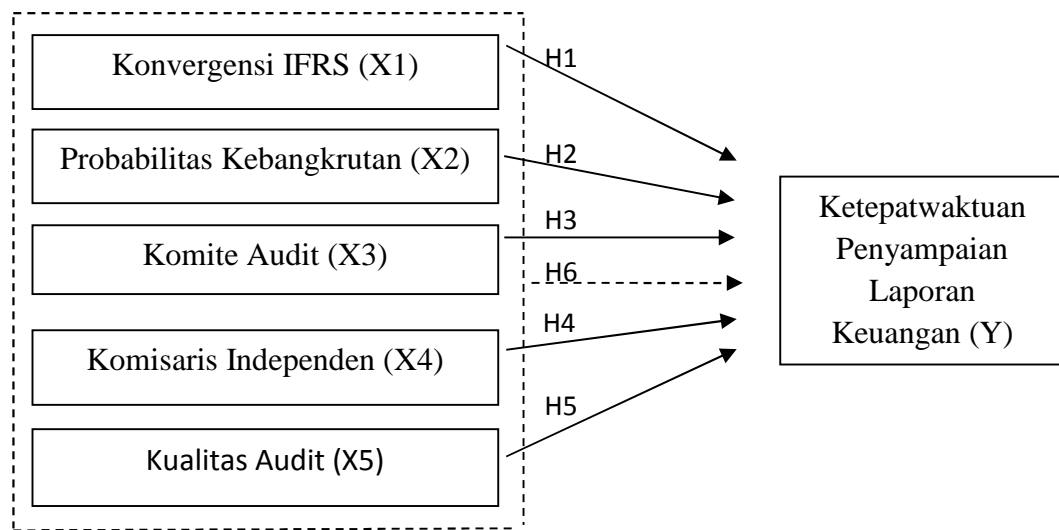 Konvergensi IFRS (X1)
H1
Probabilitas Kebangkrutan (X2)
H2
Komite Audit (X3)
H3
H6
Komisaris Independen (X4)
H4
Kualitas Audit (X5)
H5
Ketepatwaktuan
Penyampaian
Laporan
Keuangan (Y)